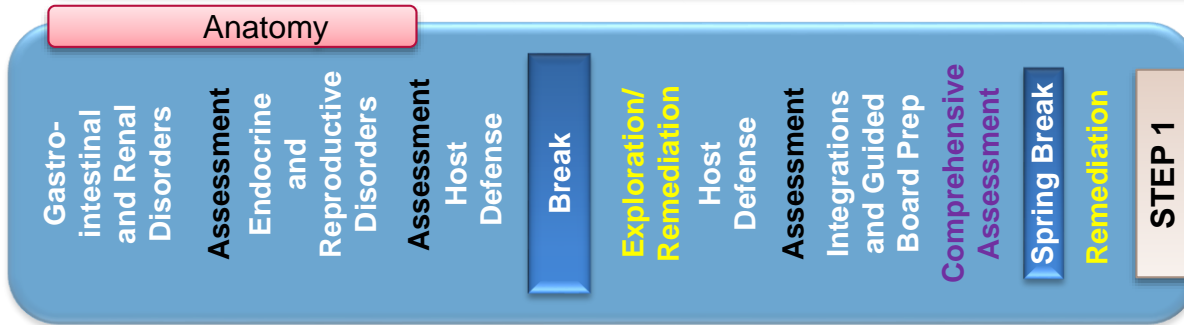 Anatomy
Gastro-
intestinal
and Renal
Disorders
Assessment
Endocrine
and
Reproductive
Disorders
Assessment
Host
Defense
Break
Exploration/
Remediation
Host
Defense
Assessment
Integrations
and Guided
Board Prep
Comprehensive
Assessment
Spring Break
Remediation
STEP 1